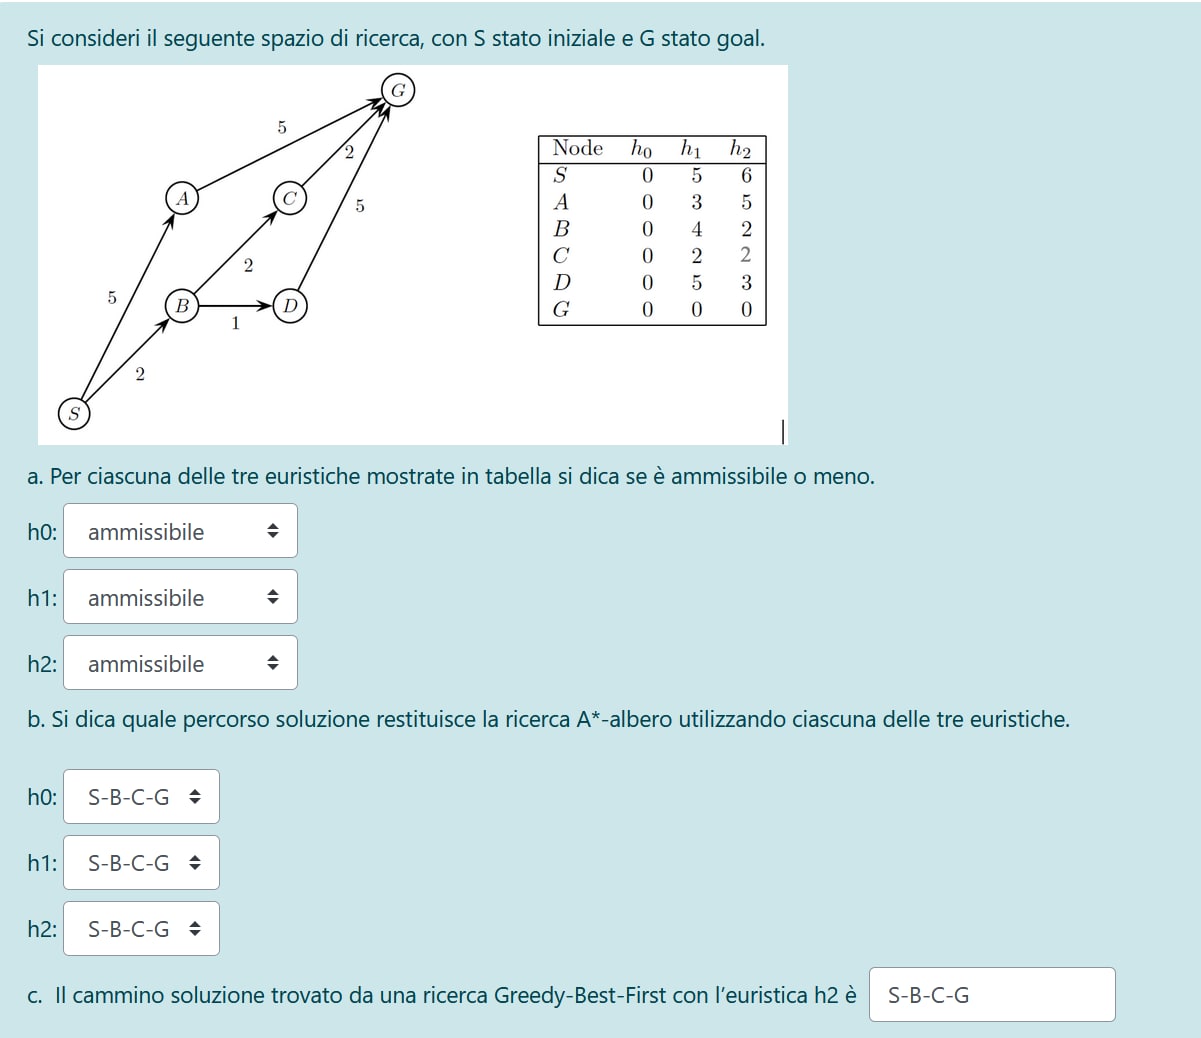 Si consideri il seguente spazio di ricerca, con S stato iniziale e G stato goal.
G
5
2
A
C
5
2
5
B
D
1
2
S
Node h₀ h₁ h₂
S 0 5 6
A 0 3 5
B 0 4 2
C 0 2 2
D 0 5 3
G 0 0 0
a. Per ciascuna delle tre euristiche mostrate in tabella si dica se è ammissibile o meno.
h0: ammissibile
h1: ammissibile
h2: ammissibile
b. Si dica quale percorso soluzione restituisce la ricerca A*-albero utilizzando ciascuna delle tre euristiche.
h0: S-B-C-G
h1: S-B-C-G
h2: S-B-C-G
c. Il cammino soluzione trovato da una ricerca Greedy-Best-First con l’euristica h2 è S-B-C-G